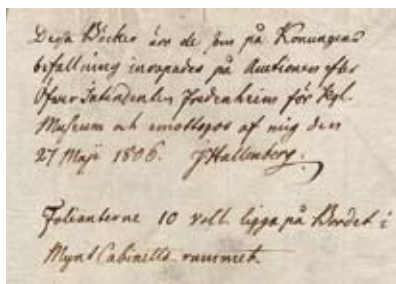 Dessa Böcker äro de som på Konungens
befallning inropades på Auctionen efter
Öfver Intendenten Fredenheim för Kgl.
Museum och emottogos af mig den
27 Maji 1806. JHallenberg.
Folianterne 10 voll. ligga på Bordet i
Mynt Cabinetts rummet.